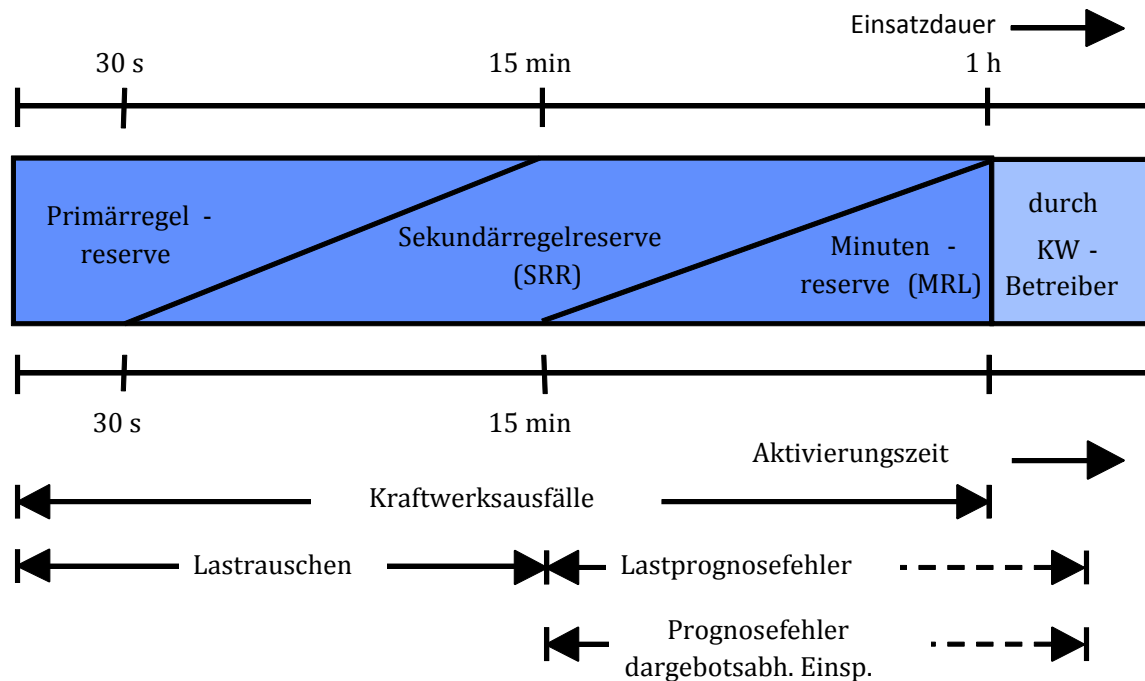 Einsatzdauer
30 s
15 min
1 h
Primärregel -
reserve
Sekundärregelreserve
(SRR)
Minuten -
reserve (MRL)
durch
KW -
Betreiber
30 s
15 min
Aktivierungszeit
Kraftwerksausfälle
Lastrauschen
Lastprognosefehler
Prognosefehler
dargebotsabh. Einsp.